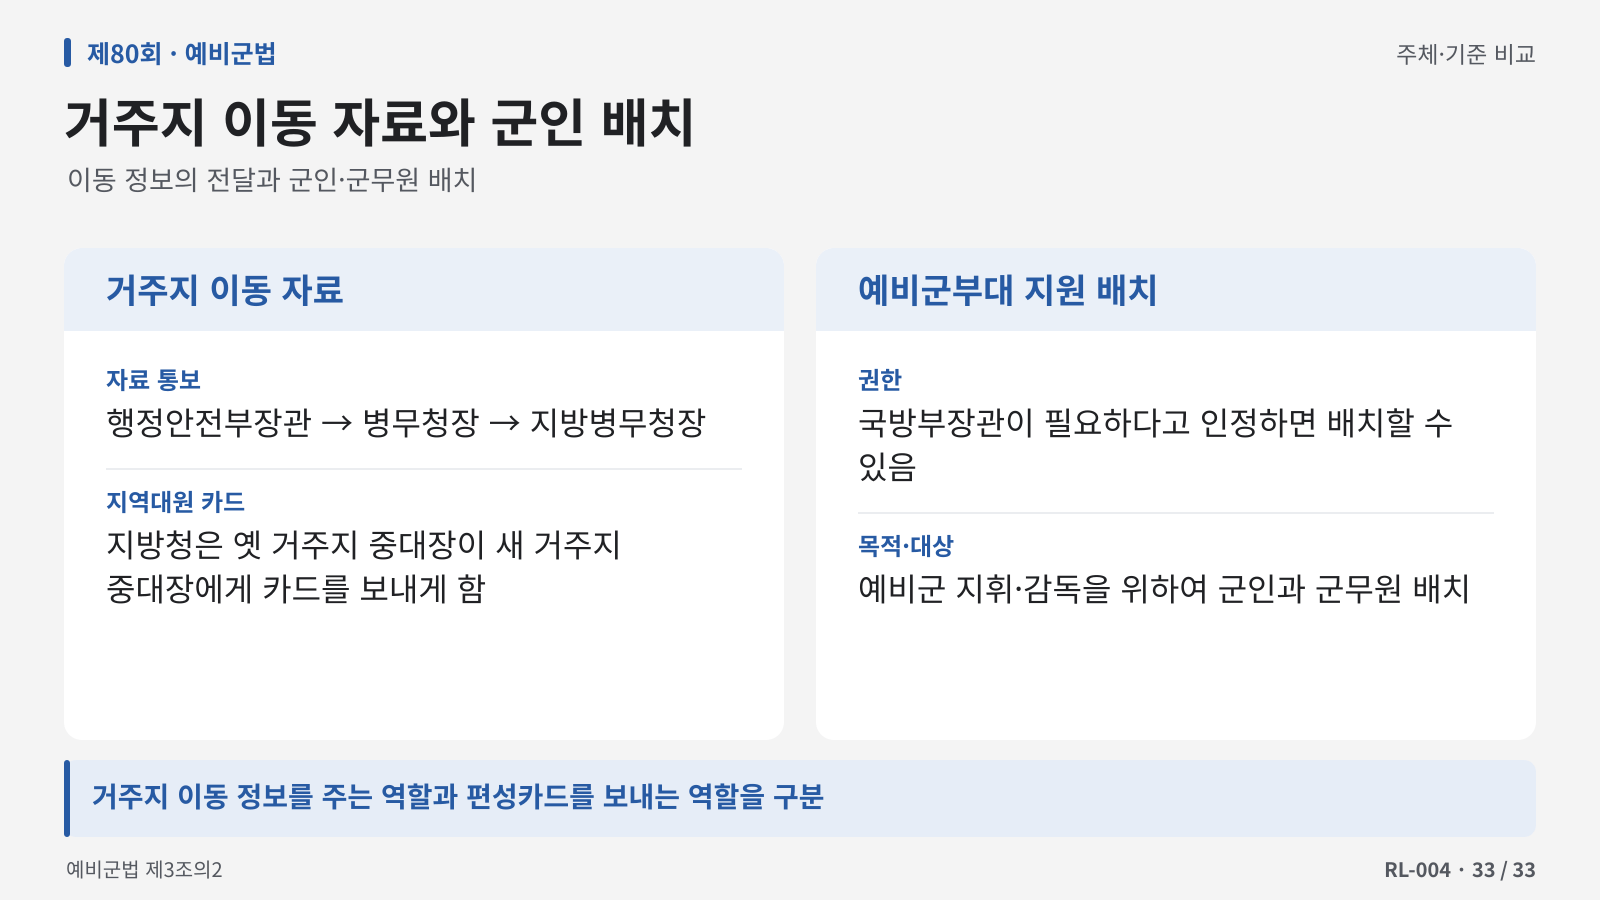 제80회 · 예비군법
주체·기준 비교
거주지 이동 자료와 군인 배치
이동 정보의 전달과 군인·군무원 배치
거주지 이동 자료
자료 통보
행정안전부장관 → 병무청장 → 지방병무청장
지역대원 카드
지방청은 옛 거주지 중대장이 새 거주지
중대장에게 카드를 보내게 함
예비군부대 지원 배치
권한
국방부장관이 필요하다고 인정하면 배치할 수
있음
목적·대상
예비군 지휘·감독을 위하여 군인과 군무원 배치
거주지 이동 정보를 주는 역할과 편성카드를 보내는 역할을 구분
예비군법 제3조의2
RL-004 · 33 / 33